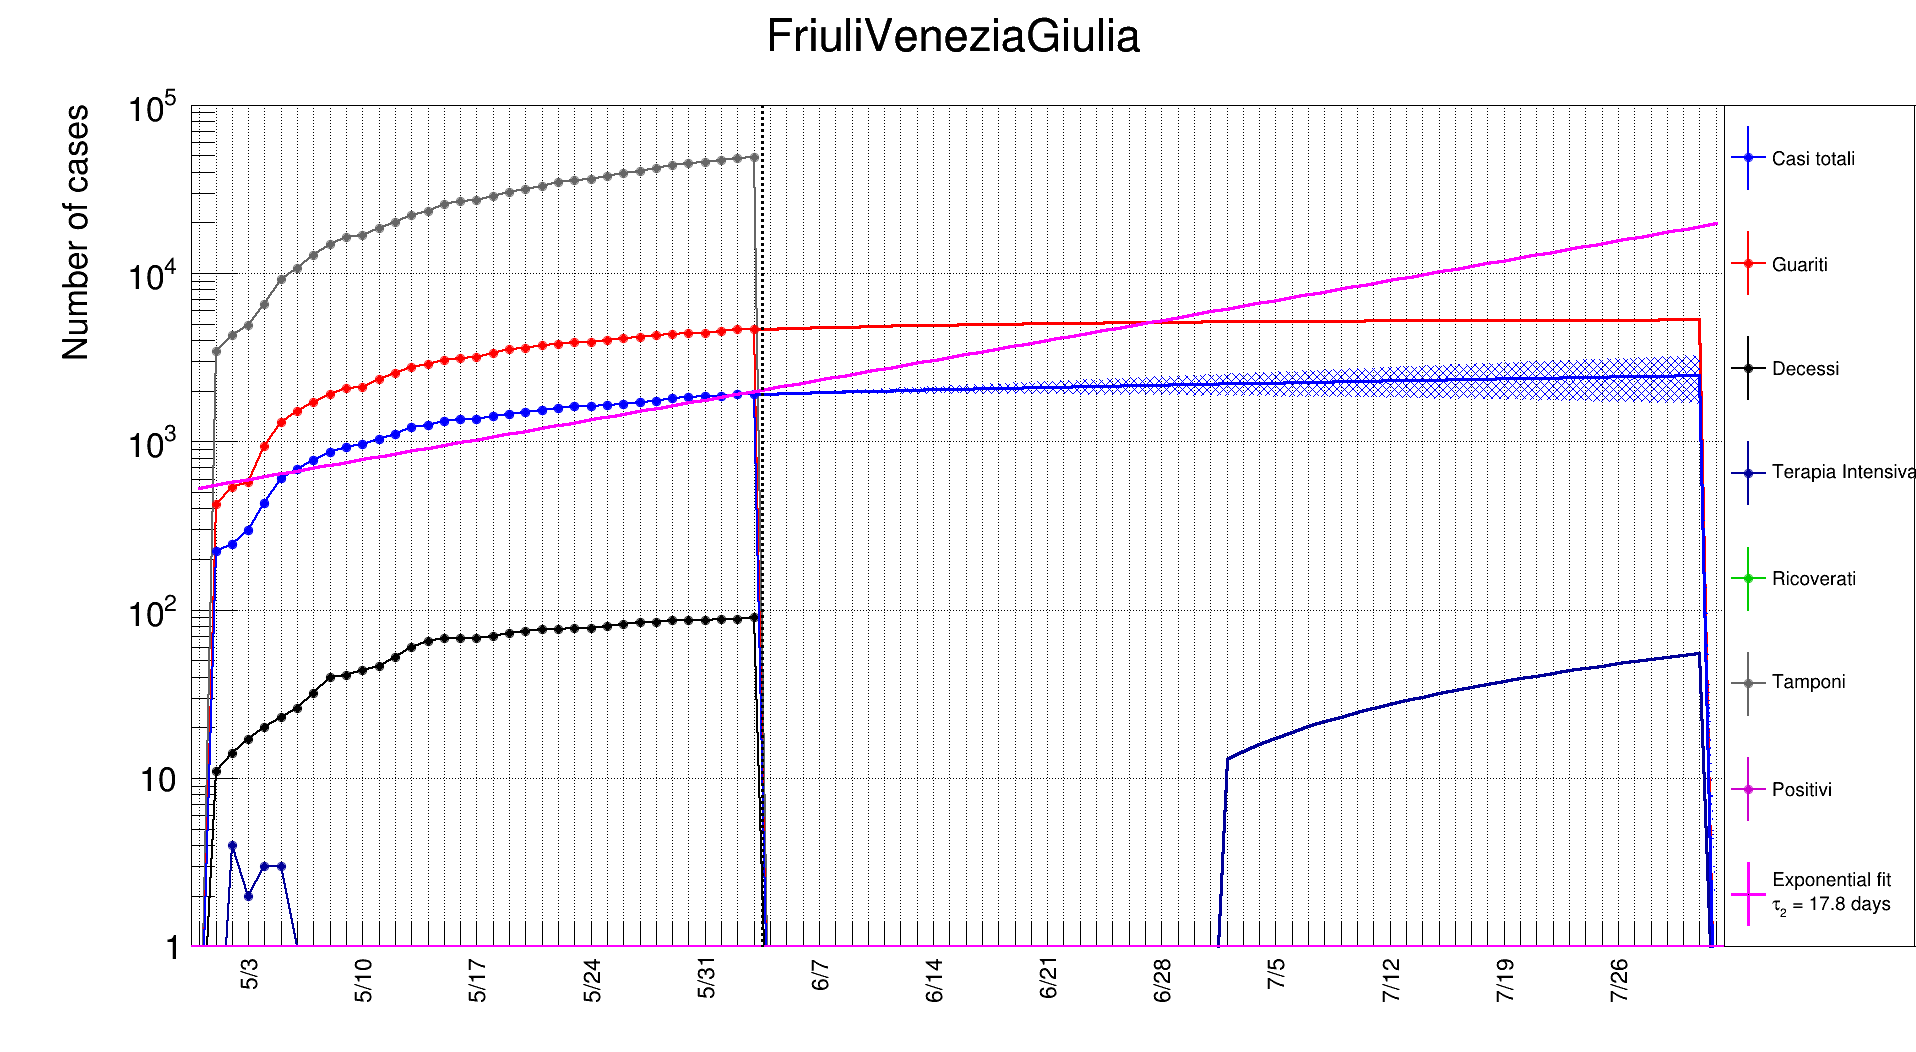 FriuliVeneziaGiulia
Number of cases
10^5
10^4
10^3
10^2
10
1
5/3
5/10
5/17
5/24
5/31
6/7
6/14
6/21
6/28
7/5
7/12
7/19
7/26
Casi totali
Guariti
Decessi
Terapia Intensiva
Ricoverati
Tamponi
Positivi
Exponential fit
τ₂ = 17.8 days